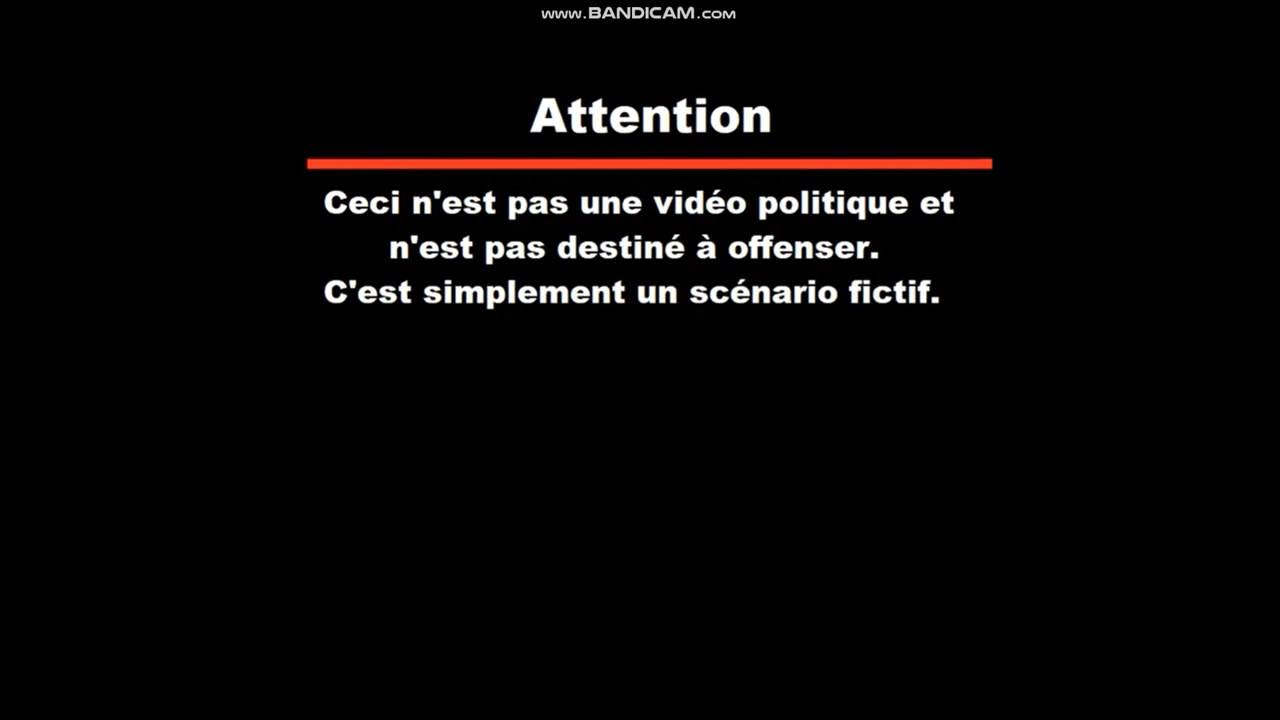 www.BANDICAM.com
Attention
Ceci n'est pas une vidéo politique et
n'est pas destiné à offenser.
C'est simplement un scénario fictif.